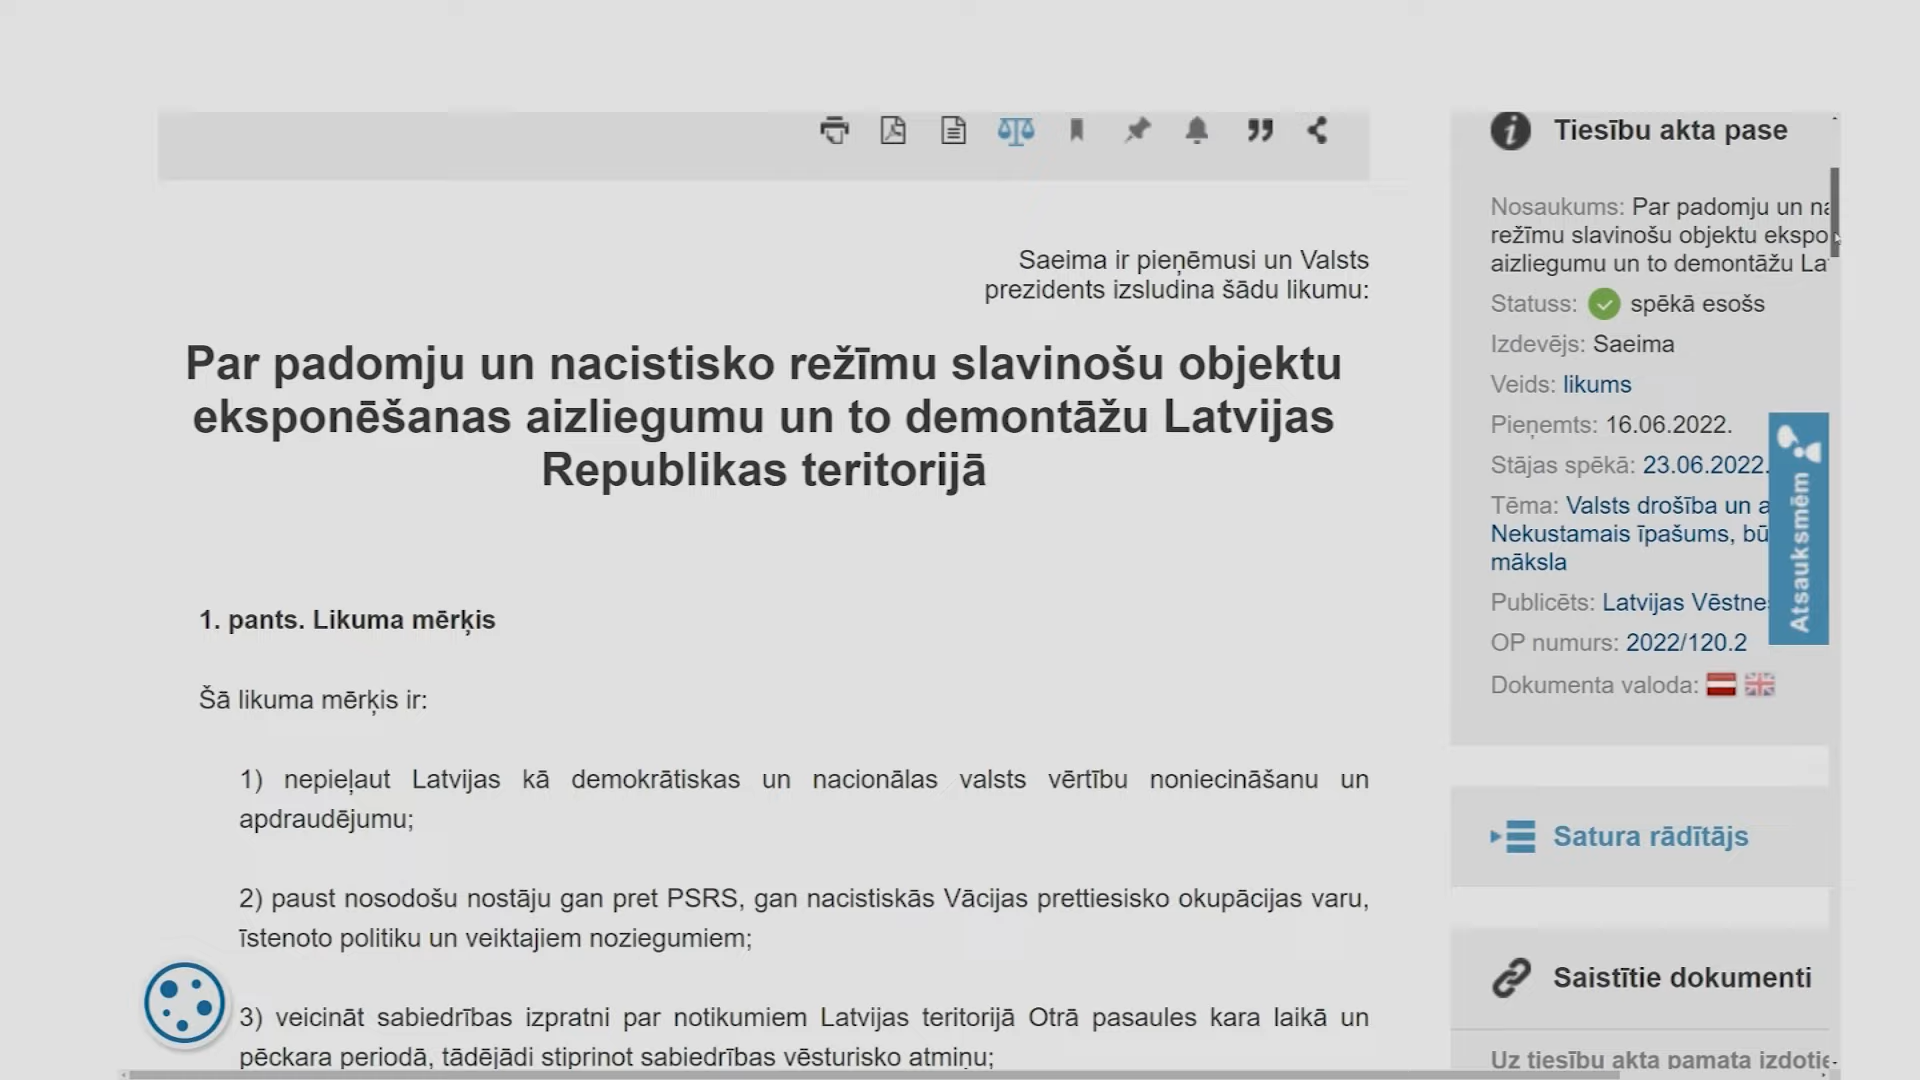 Saeima ir pieņēmusi un Valsts
prezidents izsludina šādu likumu:
Par padomju un nacistisko režīmu slavinošu objektu
eksponēšanas aizliegumu un to demontāžu Latvijas
Republikas teritorijā
1. pants. Likuma mērķis
Šā likuma mērķis ir:
1) nepieļaut Latvijas kā demokrātiskas un nacionālas valsts vērtību noniecināšanu un
apdraudējumu;
2) paust nosodošu nostāju gan pret PSRS, gan nacistiskās Vācijas prettiesisko okupācijas varu,
īstenoto politiku un veiktajiem noziegumiem;
3) veicināt sabiedrības izpratni par notikumiem Latvijas teritorijā Otrā pasaules kara laikā un
pēckara periodā, tādējādi stiprinot sabiedrības vēsturisko atmiņu;
Tiesību akta pase
Nosaukums: Par padomju un
režīmu slavinošu objektu
aizliegumu un to demontāžu
Statuss: spēkā esošs
Izdevējs: Saeima
Veids: likums
Pieņemts: 16.06.2022.
Stājas spēkā: 23.06.2022.
Tēma: Valsts drošība un
Nekustamais īpašums,
māksla
Publicēts: Latvijas
OP numurs: 2022/120.2
Dokumenta valoda:
Atsauksmēm
Satura rādītājs
Saistītie dokumenti
Uz tiesību akta pamata